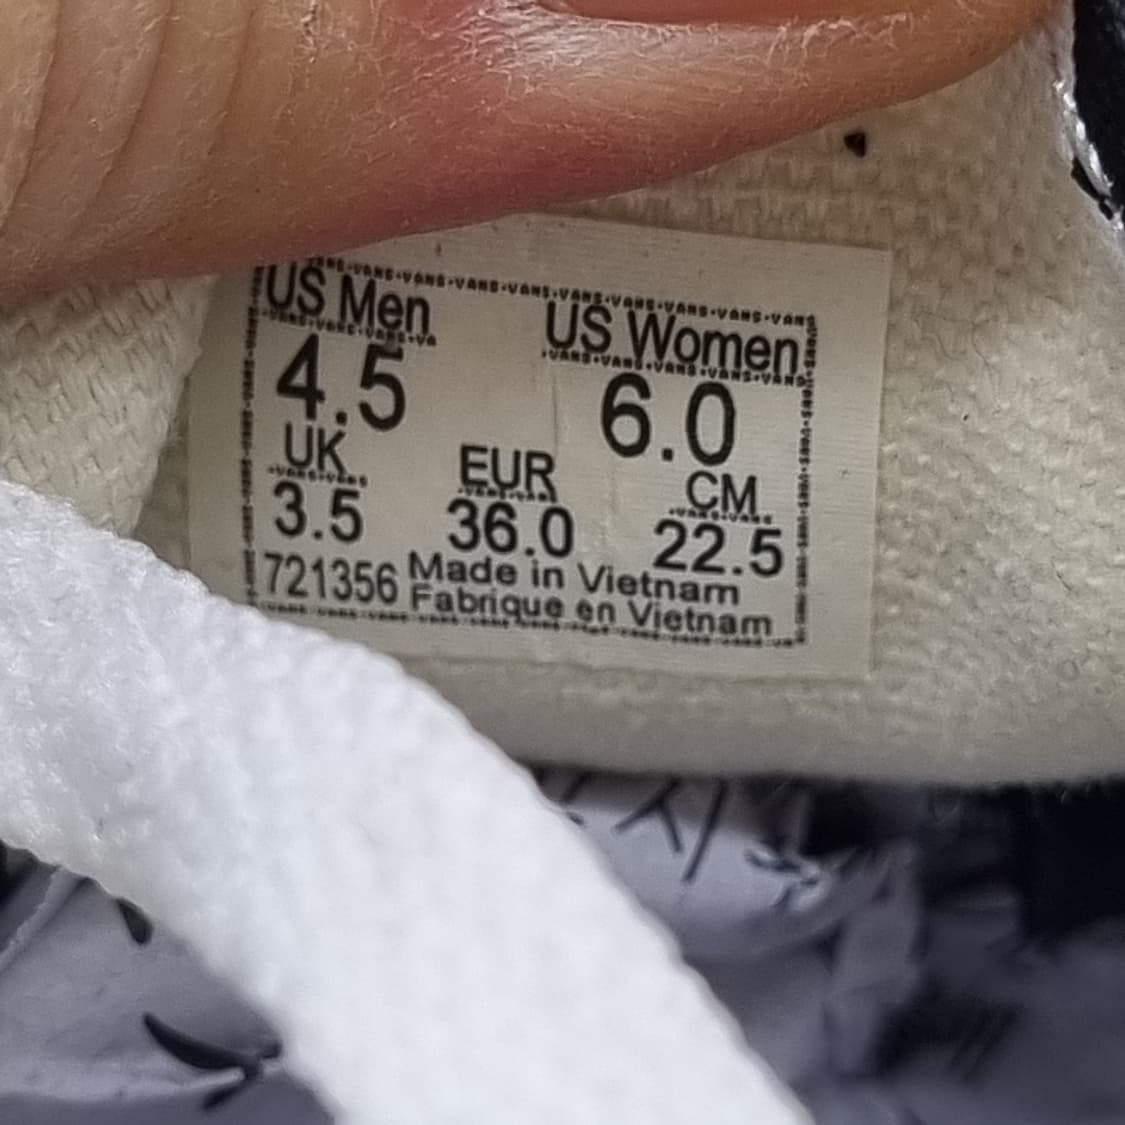 US Men US Women
4.5 6.0
UK EUR CM
3.5 36.0 22.5
721356 Made in Vietnam
Fabrique en Vietnam